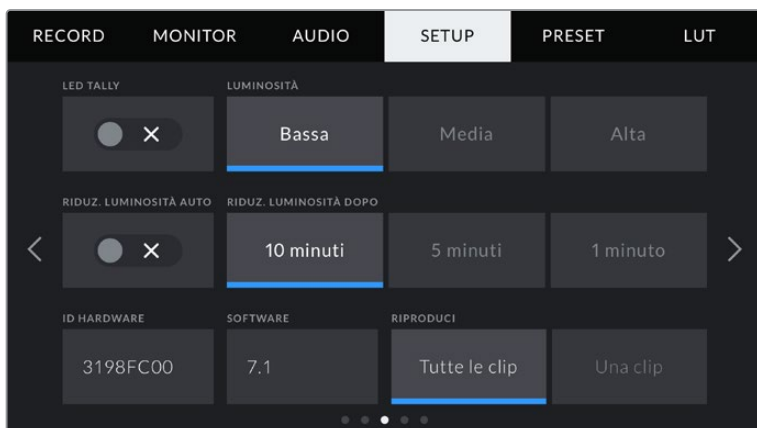 RECORD MONITOR AUDIO SETUP PRESET LUT
LED TALLY LUMINOSITÀ
Bassa Media Alta
RIDUZ. LUMINOSITÀ AUTO RIDUZ. LUMINOSITÀ DOPO
10 minuti 5 minuti 1 minuto
ID HARDWARE SOFTWARE RIPRODUCI
3198FC00 7.1 Tutte le clip Una clip